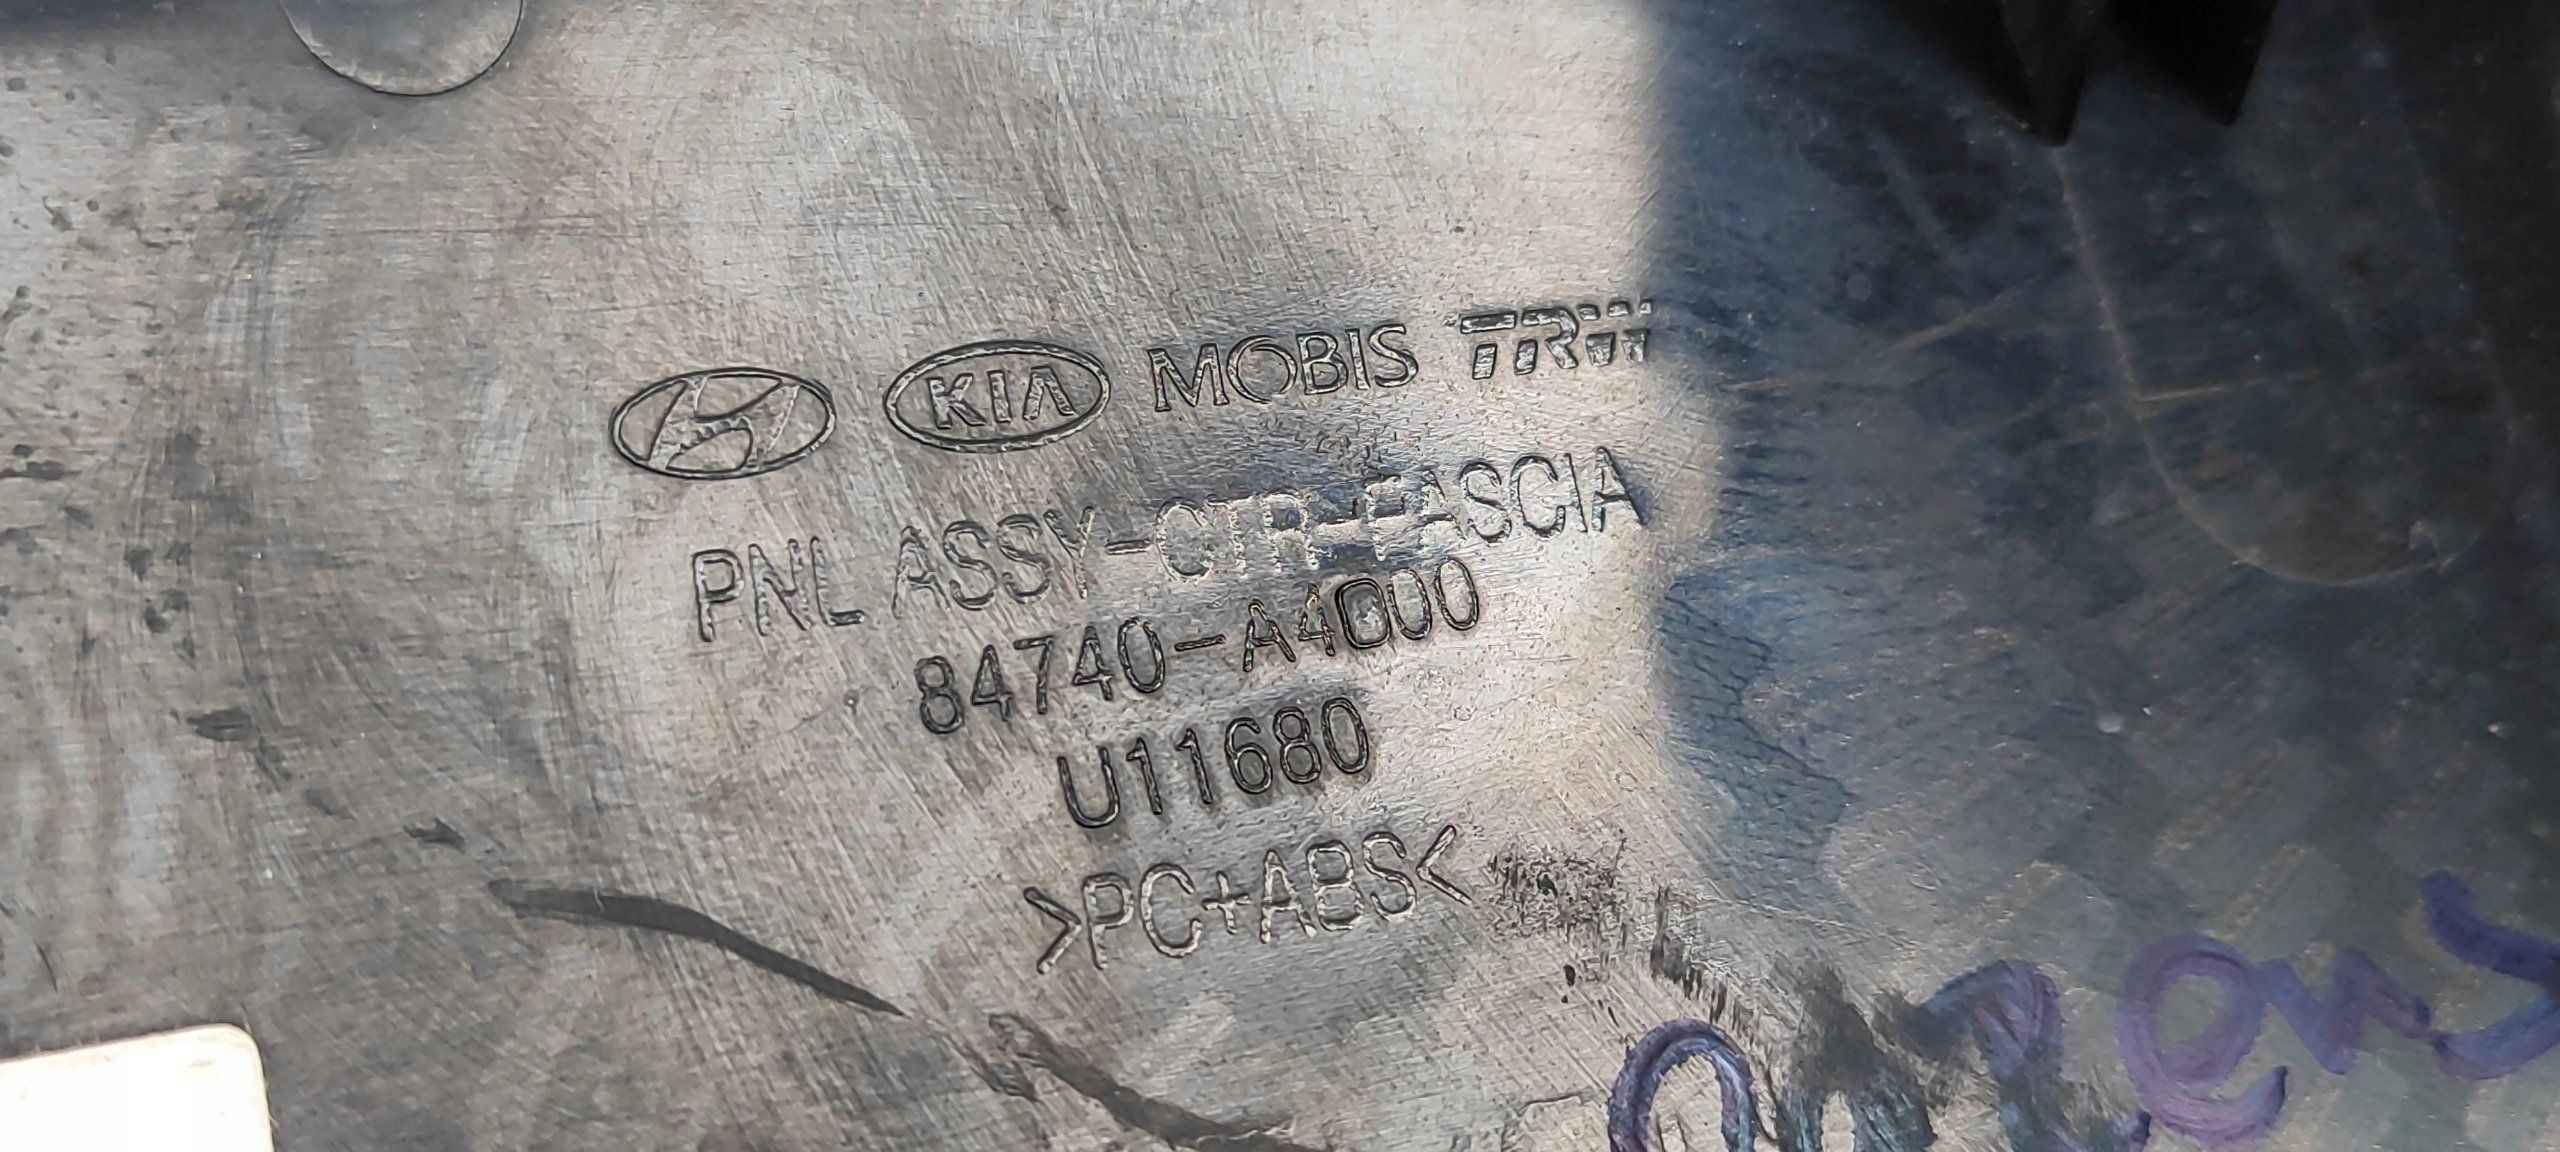 KIA MOBIS TRW
PNL ASSY-CTR-FASCIA
84740-A4000
U11680
>PC+ABS<